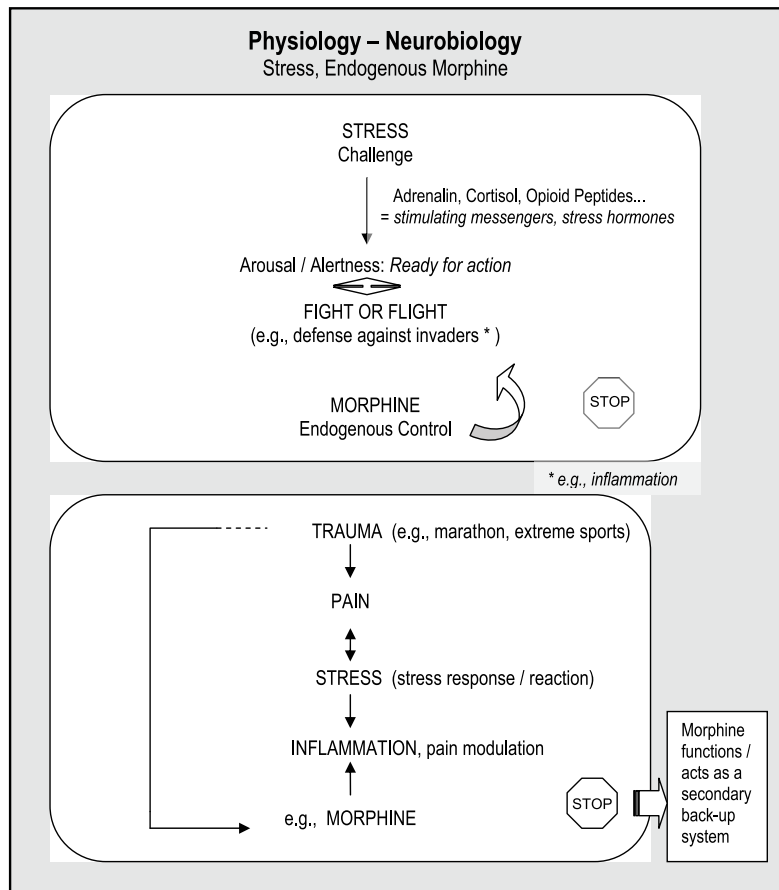 Physiology – Neurobiology
Stress, Endogenous Morphine
STRESS
Challenge
Adrenalin, Cortisol, Opioid Peptides...
= stimulating messengers, stress hormones
Arousal / Alertness: Ready for action
FIGHT OR FLIGHT
(e.g., defense against invaders * )
MORPHINE
Endogenous Control
STOP
* e.g., inflammation
TRAUMA (e.g., marathon, extreme sports)
PAIN
STRESS (stress response / reaction)
INFLAMMATION, pain modulation
e.g., MORPHINE
STOP
Morphine
functions /
acts as a
secondary
back-up
system